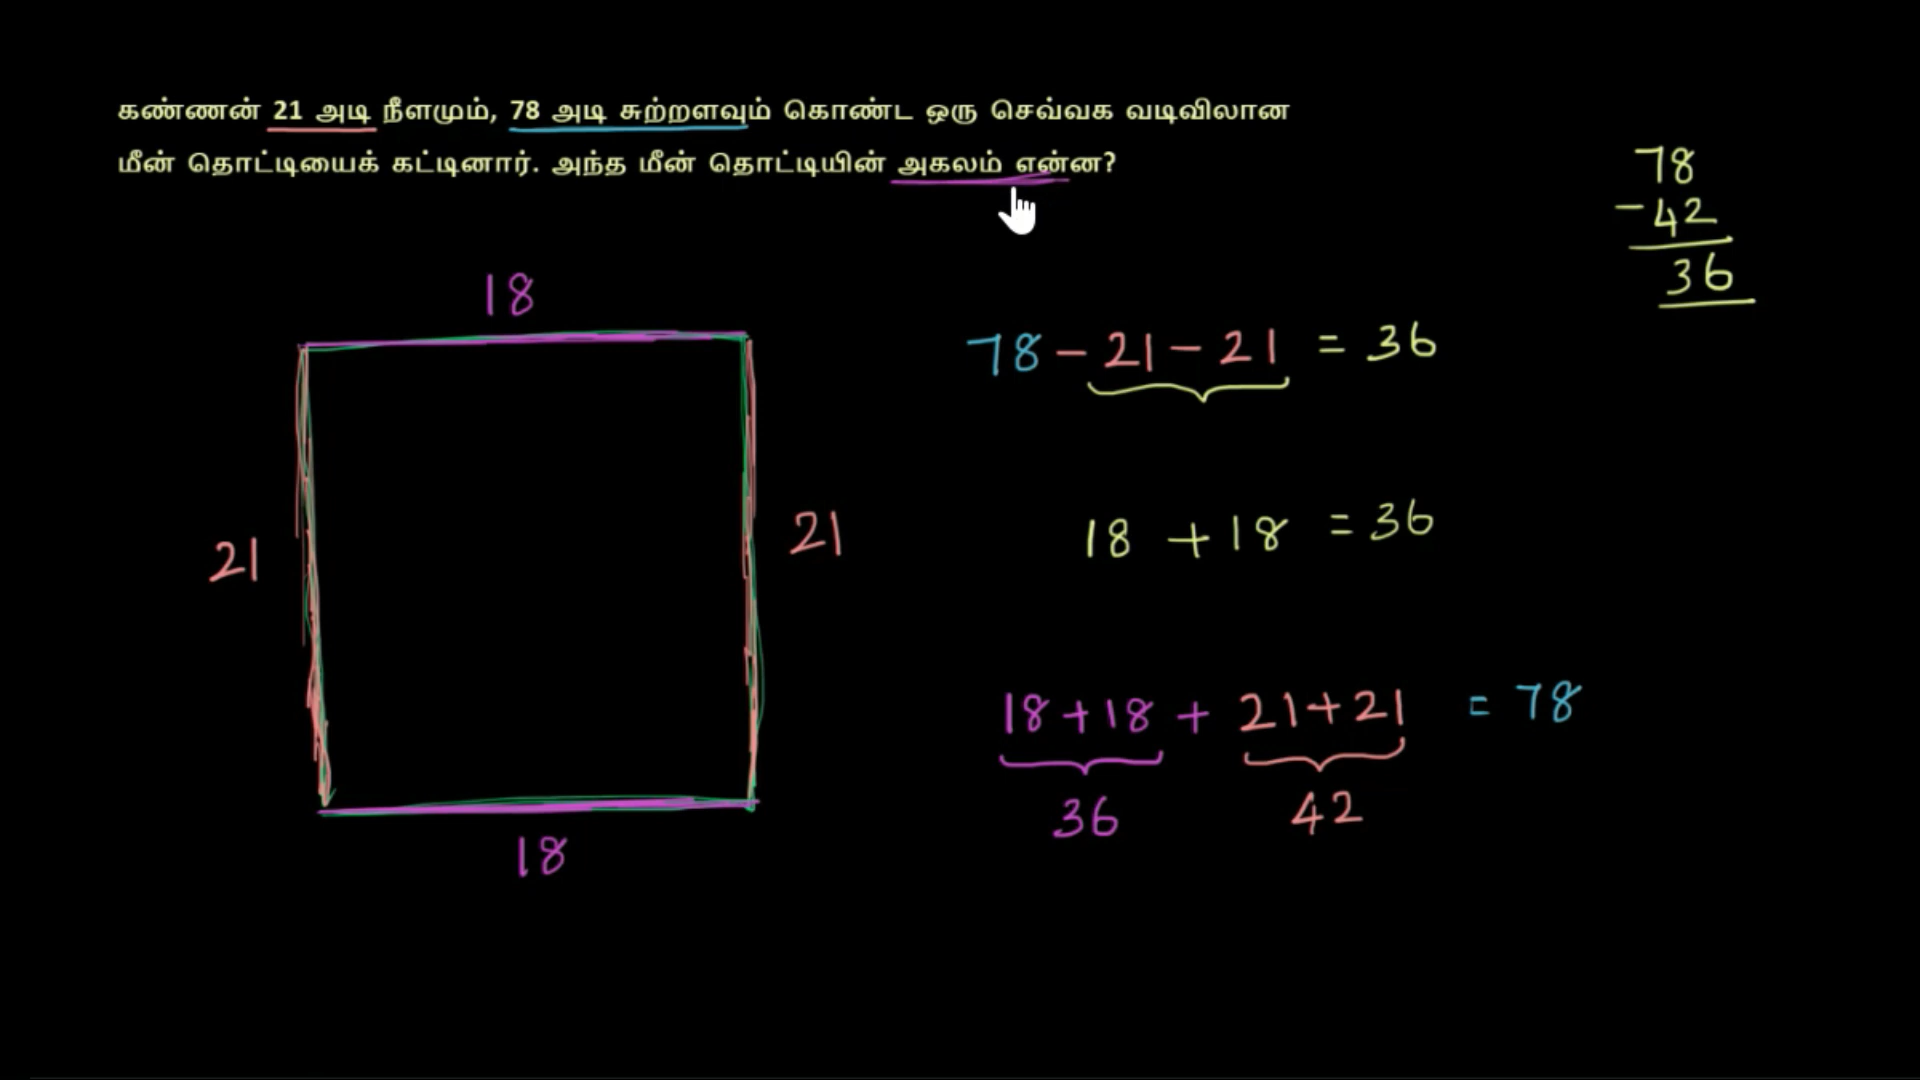 கண்ணன் 21 அடி நீளமும், 78 அடி சுற்றளவும் கொண்ட ஒரு செவ்வக வடிவிலான
மீன் தொட்டியைக் கட்டினார். அந்த மீன் தொட்டியின் அகலம் என்ன?
78
-42
36
18
78 - 21 - 21 = 36
21
21
18 + 18 = 36
18 + 18 + 21 + 21 = 78
36 42
18